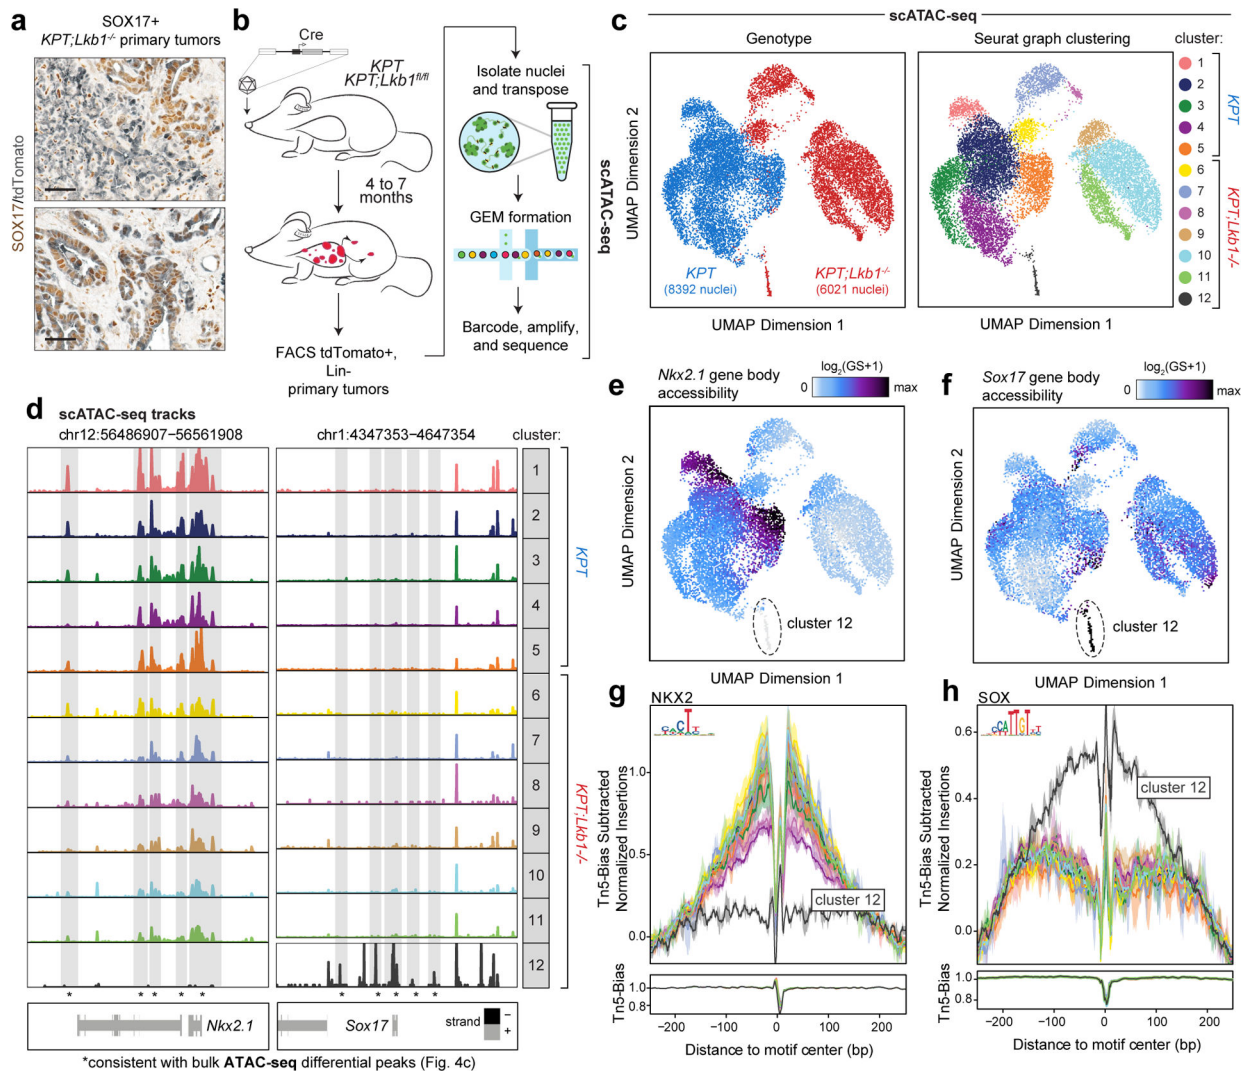 a
SOX17+
KPT;Lkb1-/- primary tumors
SOX17/tdTomato
b
Cre
KPT
KPT;Lkb1fl/fl
4 to 7
months
FACS tdTomato+,
Lin-
primary tumors
Isolate nuclei
and transpose
GEM formation
Barcode, amplify,
and sequence
scATAC-seq
c
scATAC-seq
Genotype
Seurat graph clustering
cluster:
UMAP Dimension 2
KPT
(8392 nuclei)
KPT;Lkb1-/-
(6021 nuclei)
UMAP Dimension 1
UMAP Dimension 1
1
2
3
4
5
6
7
8
9
10
11
12
KPT
KPT;Lkb1-/-
d
scATAC-seq tracks
chr12:56486907–56561908
chr1:4347353–4647354
cluster:
1
2
3
4
5
6
7
8
9
10
11
12
KPT
KPT;Lkb1-/-
* * * * *
* * * * *
Nkx2.1
Sox17
strand
–
+
*consistent with bulk ATAC-seq differential peaks (Fig. 4c)
e
Nkx2.1 gene body
accessibility
log2(GS+1)
0
max
UMAP Dimension 2
cluster 12
UMAP Dimension 1
f
Sox17 gene body
accessibility
log2(GS+1)
0
max
UMAP Dimension 2
cluster 12
UMAP Dimension 1
g
NKX2
Tn5-Bias Subtracted
Normalized Insertions
1.0
0.5
0.0
cluster 12
Tn5-Bias
1.0
0.8
−200
−100
0
100
200
Distance to motif center (bp)
h
SOX
Tn5-Bias Subtracted
Normalized Insertions
0.6
0.4
0.2
0.0
cluster 12
Tn5-Bias
1.0
0.8
−200
−100
0
100
200
Distance to motif center (bp)